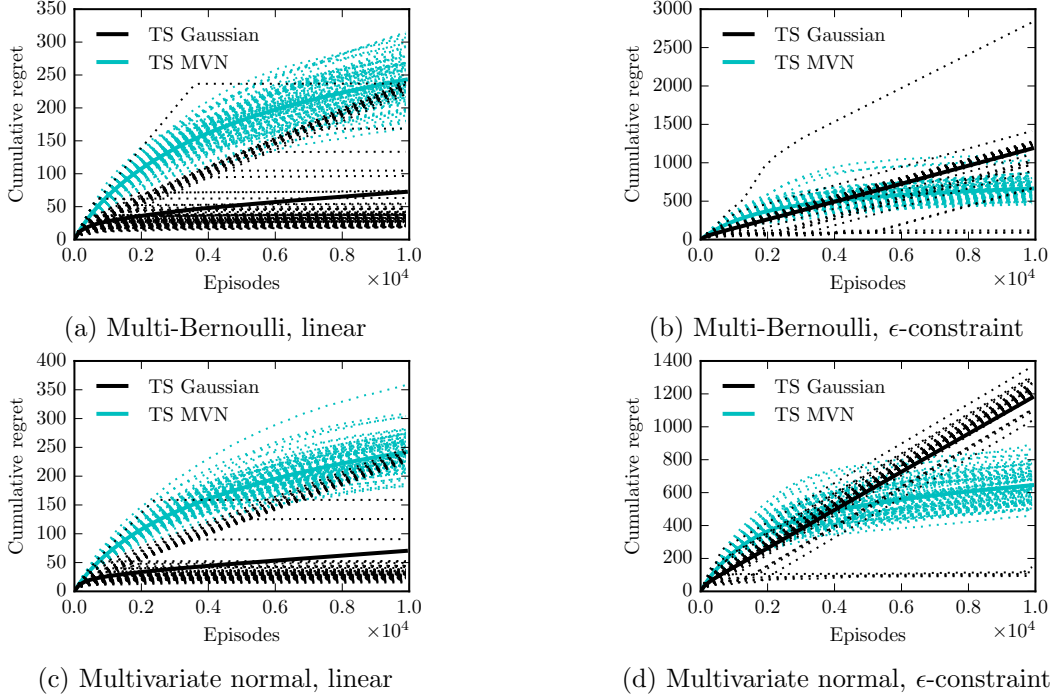 350
300
250
200
150
100
50
0
Cumulative regret
TS Gaussian
TS MVN
0.0 0.2 0.4 0.6 0.8 1.0
×10⁴
Episodes
(a) Multi-Bernoulli, linear
3000
2500
2000
1500
1000
500
0
Cumulative regret
TS Gaussian
TS MVN
0.0 0.2 0.4 0.6 0.8 1.0
×10⁴
Episodes
(b) Multi-Bernoulli, ϵ-constraint
400
350
300
250
200
150
100
50
0
Cumulative regret
TS Gaussian
TS MVN
0.0 0.2 0.4 0.6 0.8 1.0
×10⁴
Episodes
(c) Multivariate normal, linear
1400
1200
1000
800
600
400
200
0
Cumulative regret
TS Gaussian
TS MVN
0.0 0.2 0.4 0.6 0.8 1.0
×10⁴
Episodes
(d) Multivariate normal, ϵ-constraint